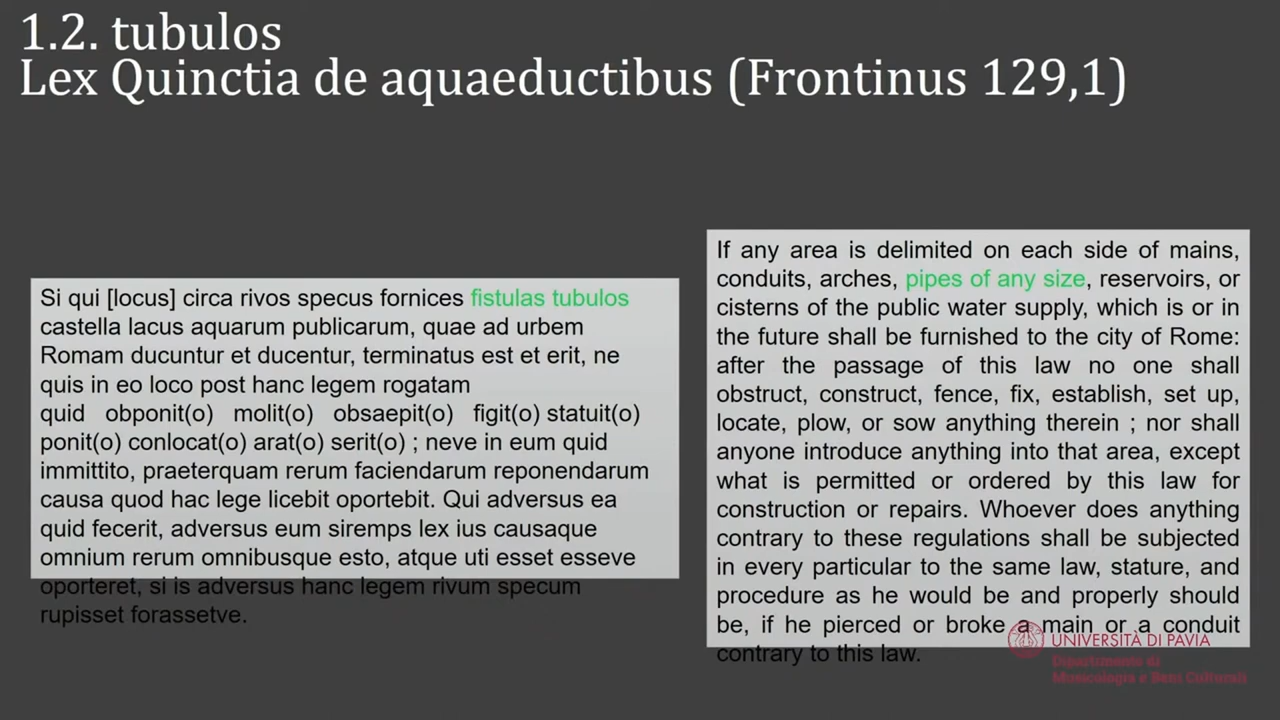 1.2. tubulos
Lex Quinctia de aquaeductibus (Frontinus 129,1)
Si qui [locus] circa rivos specus fornices fistulas tubulos
castella lacus aquarum publicarum, quae ad urbem
Romam ducuntur et ducentur, terminatus est et erit, ne
quis in eo loco post hanc legem rogatam
quid obponit(o) molit(o) obsaepit(o) figit(o) statuit(o)
ponit(o) conlocat(o) arat(o) serit(o) ; neve in eum quid
immittito, praeterquam rerum faciendarum reponendarum
causa quod hac lege licebit oportebit. Qui adversus ea
quid fecerit, adversus eum siremps lex ius causaque
omnium rerum omnibusque esto, atque uti esset esseve
oporteret, si is adversus hanc legem rivum specum
rupisset forassetve.
If any area is delimited on each side of mains,
conduits, arches, pipes of any size, reservoirs, or
cisterns of the public water supply, which is or in
the future shall be furnished to the city of Rome:
after the passage of this law no one shall
obstruct, construct, fence, fix, establish, set up,
locate, plow, or sow anything therein ; nor shall
anyone introduce anything into that area, except
what is permitted or ordered by this law for
construction or repairs. Whoever does anything
contrary to these regulations shall be subjected
in every particular to the same law, stature, and
procedure as he would be and properly should
be, if he pierced or broke a main or a conduit
contrary to this law.
UNIVERSITÀ DI PAVIA
Dipartimento di
Musicologia e Beni Culturali